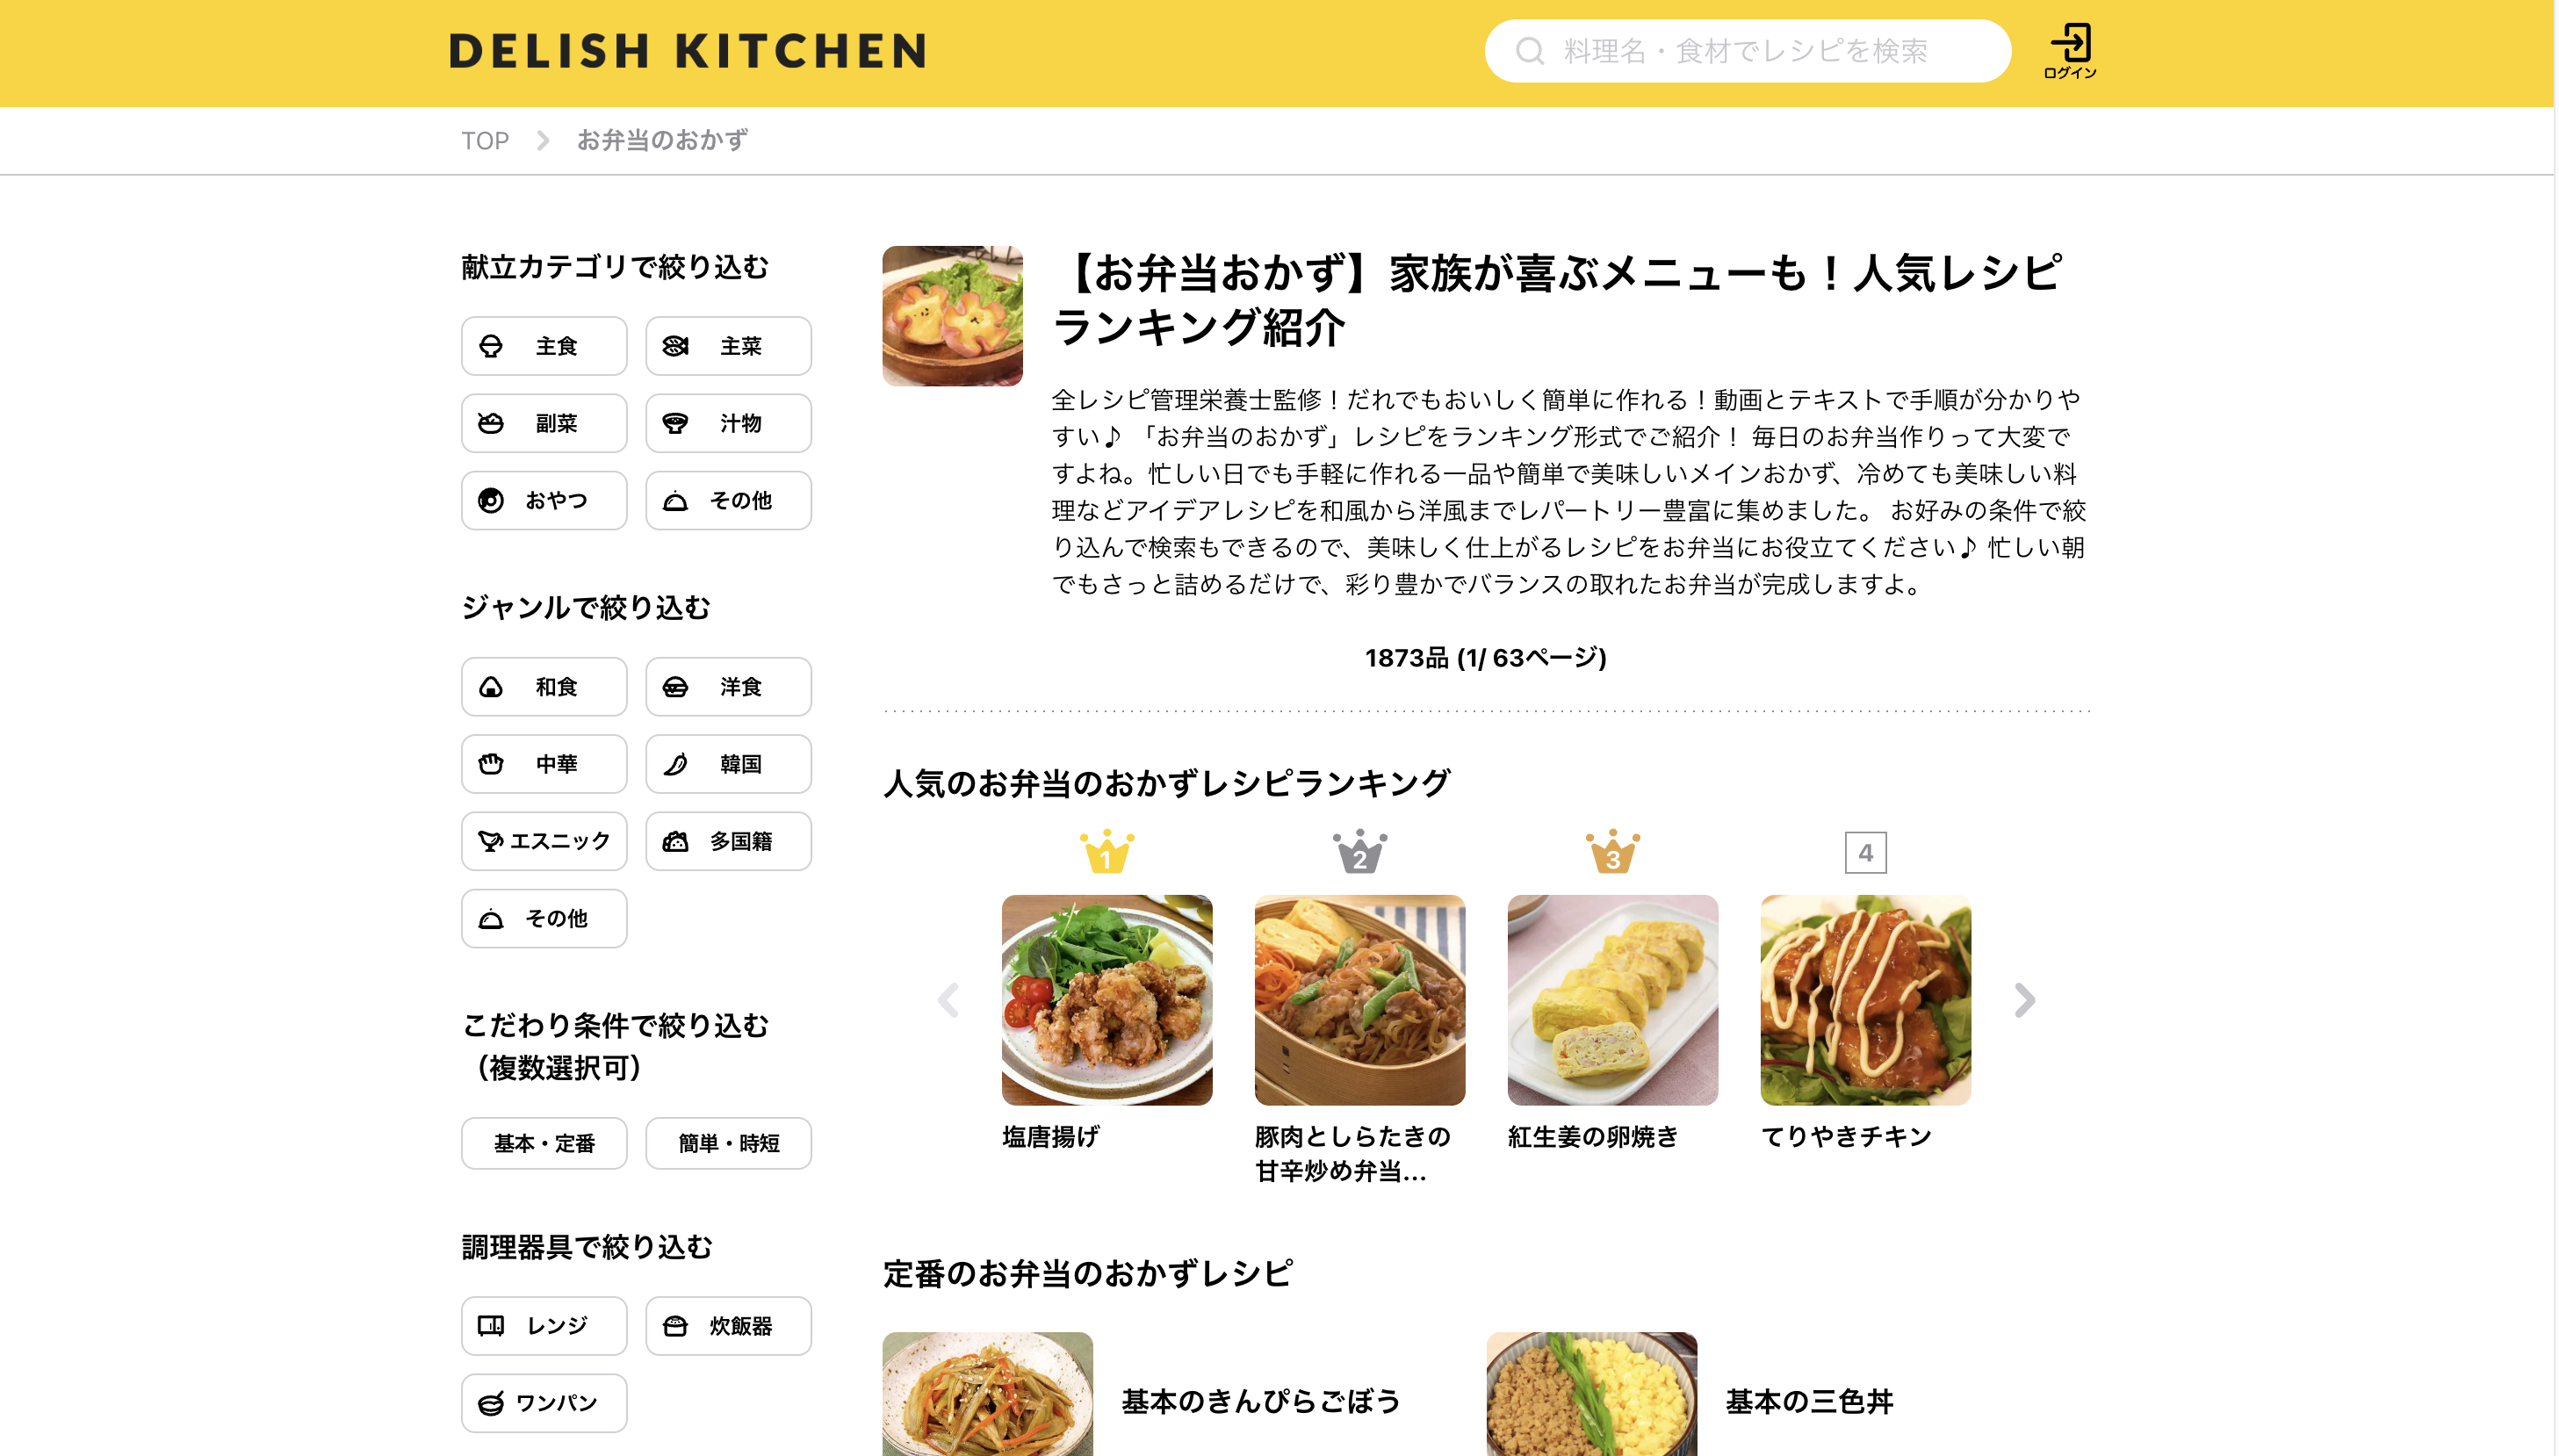 DELISH KITCHEN
料理名・食材でレシピを検索
ログイン
TOP
お弁当のおかず
献立カテゴリで絞り込む
主食
主菜
副菜
汁物
おやつ
その他
ジャンルで絞り込む
和食
洋食
中華
韓国
エスニック
多国籍
その他
こだわり条件で絞り込む
（複数選択可）
基本・定番
簡単・時短
調理器具で絞り込む
レンジ
炊飯器
ワンパン
【お弁当おかず】家族が喜ぶメニューも！人気レシピ
ランキング紹介
全レシピ管理栄養士監修！だれでもおいしく簡単に作れる！動画とテキストで手順が分かりや
すい♪ 「お弁当のおかず」レシピをランキング形式でご紹介！ 毎日のお弁当作りって大変で
すよね。忙しい日でも手軽に作れる一品や簡単で美味しいメインおかず、冷めても美味しい料
理などアイデアレシピを和風から洋風までレパートリー豊富に集めました。 お好みの条件で絞
り込んで検索もできるので、美味しく仕上がるレシピをお弁当にお役立てください♪ 忙しい朝
でもさっと詰めるだけで、彩り豊かでバランスの取れたお弁当が完成しますよ。
1873品 (1/ 63ページ)
人気のお弁当のおかずレシピランキング
1
2
3
4
塩唐揚げ
豚肉としらたきの
甘辛炒め弁当...
紅生姜の卵焼き
てりやきチキン
定番のお弁当のおかずレシピ
基本のきんぴらごぼう
基本の三色丼